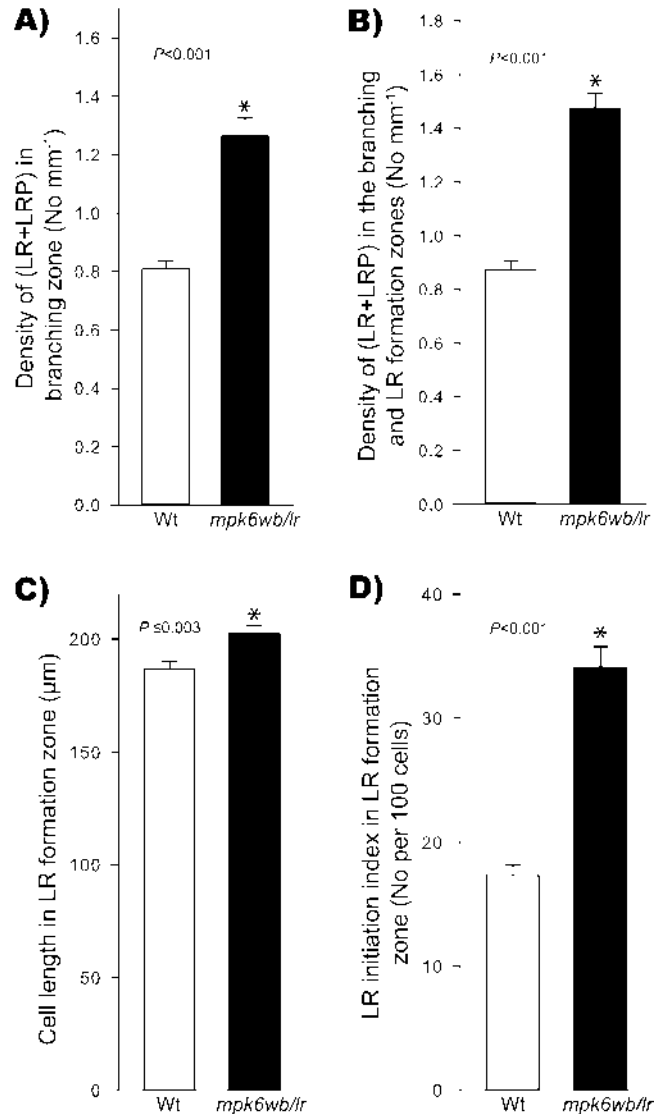 A)
P<0.001
*
1.6
1.4
1.2
1.0
0.8
0.6
0.4
0.2
0.0
Density of (LR+LRP) in
branching zone (No mm⁻¹)
Wt
mpk6wb/lr
B)
P<0.001
*
1.8
1.6
1.4
1.2
1.0
0.8
0.6
0.4
0.2
0.0
Density of (LR+LRP) in the branching
and LR formation zones (No mm⁻¹)
Wt
mpk6wb/lr
C)
P ≤0.003
*
200
150
100
50
0
Cell length in LR formation zone (µm)
Wt
mpk6wb/lr
D)
P<0.001
*
40
30
20
10
0
LR initiation index in LR formation
zone (No per 100 cells)
Wt
mpk6wb/lr